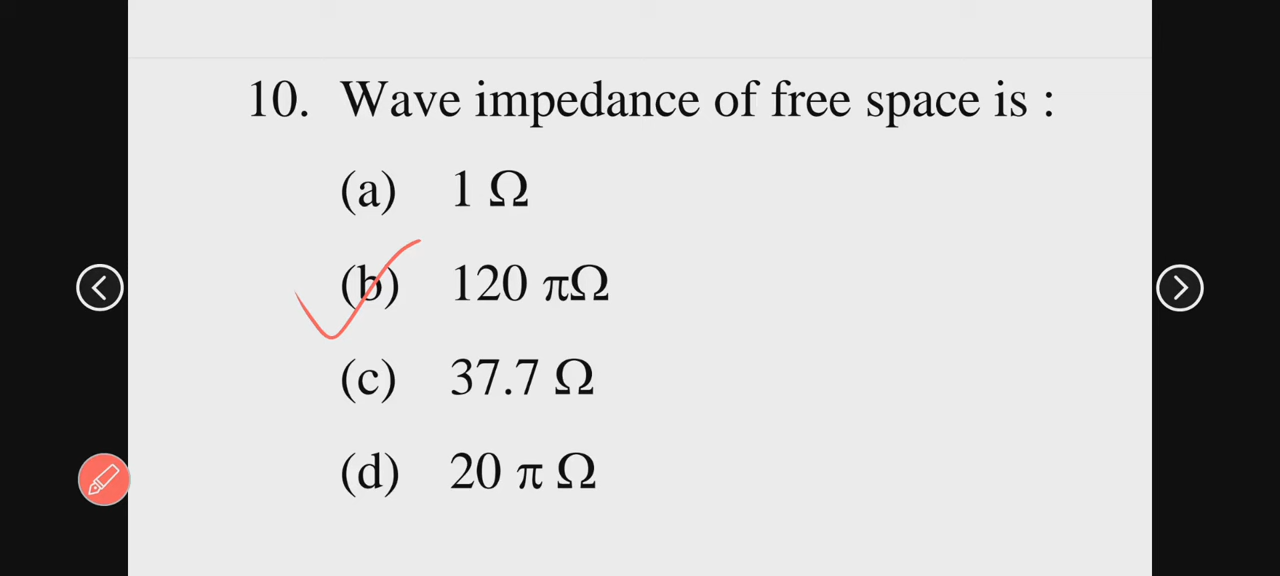 10. Wave impedance of free space is :
(a) 1 Ω
(b) 120 πΩ
(c) 37.7 Ω
(d) 20 π Ω